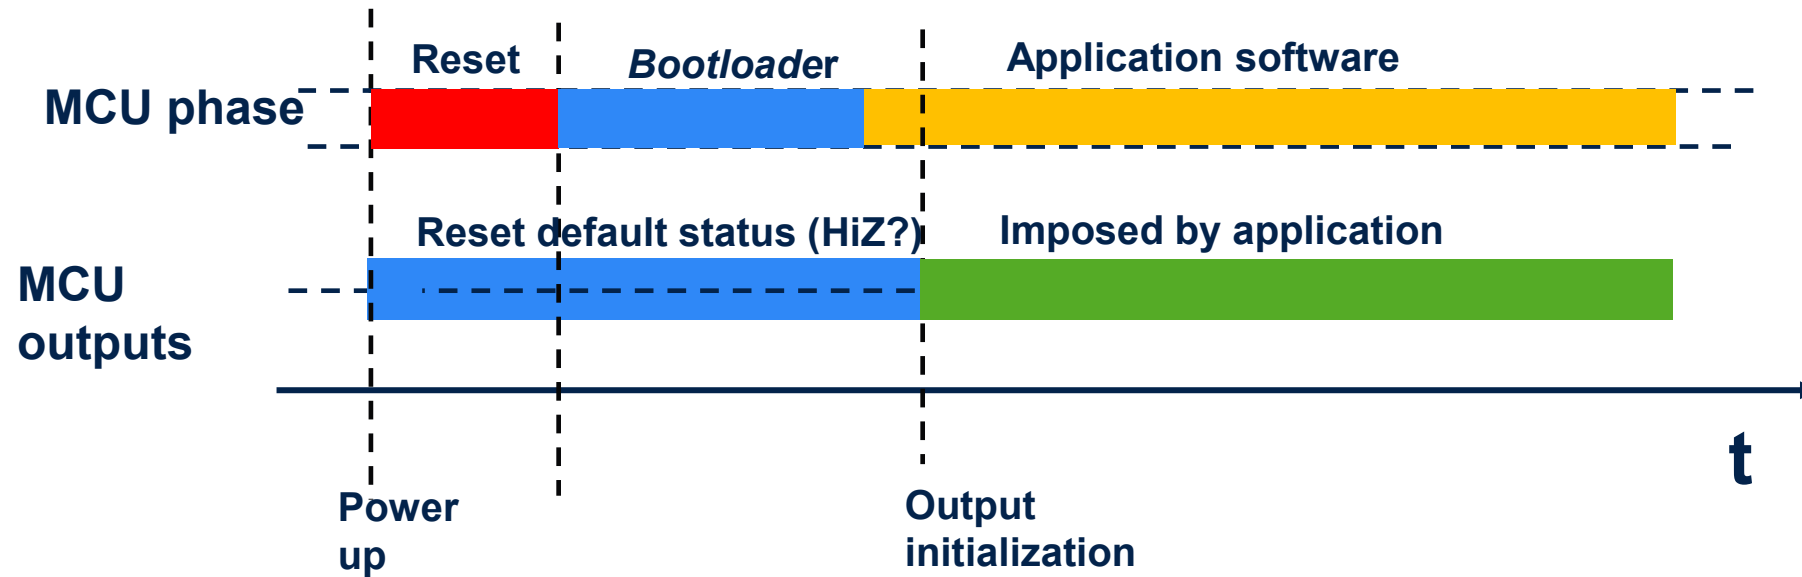 Reset
Bootloader
Application software
MCU phase
Reset default status (HiZ?)
Imposed by application
MCU
outputs
t
Power
up
Output
initialization